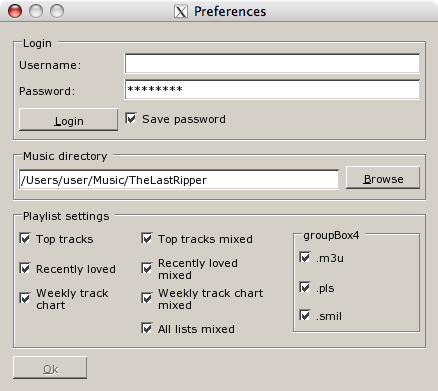 Preferences
Login
Username:
Password:
********
Login
Save password
Music directory
/Users/user/Music/TheLastRipper
Browse
Playlist settings
Top tracks
Top tracks mixed
Recently loved
Recently loved
mixed
Weekly track
chart
Weekly track chart
mixed
All lists mixed
groupBox4
.m3u
.pls
.smil
Ok